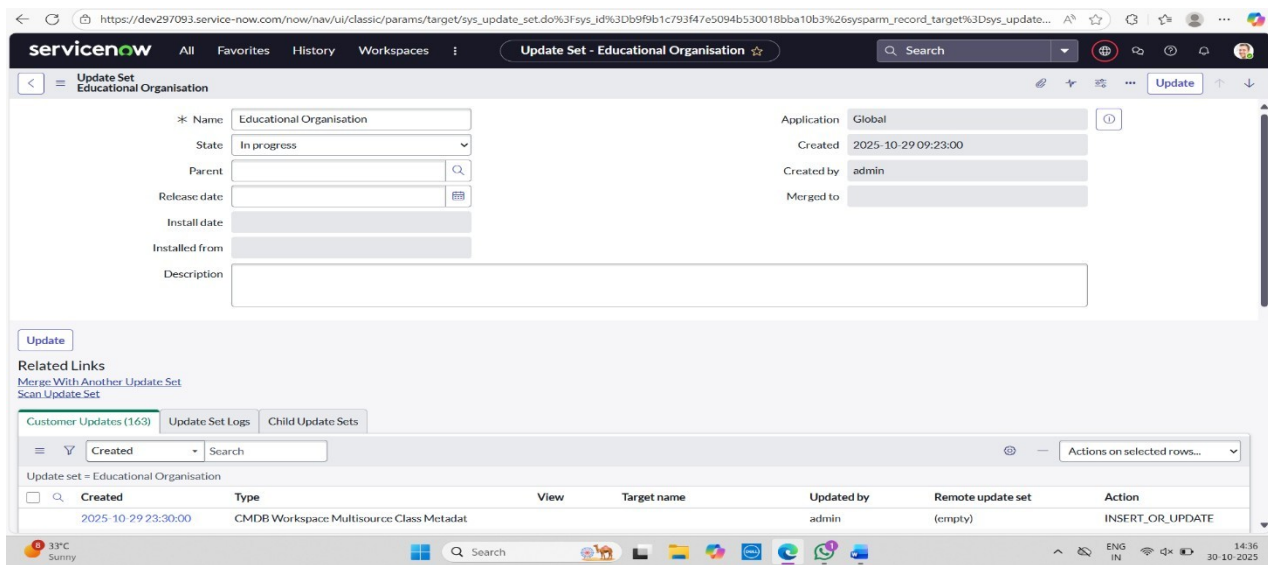 https://dev297093.service-now.com/now/nav/ui/classic/params/target/sys_update_set.do%3Fsys_id%3Db9f9b1c793f47e5094b530018bba10b3%26sysparm_record_target%3Dsys_update...
servicenow All Favorites History Workspaces Update Set - Educational Organisation Search
Update Set
Educational Organisation
Update
* Name Educational Organisation Application Global
State In progress Created 2025-10-29 09:23:00
Parent Created by admin
Release date Merged to
Install date
Installed from
Description
Update
Related Links
Merge With Another Update Set
Scan Update Set
Customer Updates (163) Update Set Logs Child Update Sets
Created Search Actions on selected rows...
Update set = Educational Organisation
Created Type View Target name Updated by Remote update set Action
2025-10-29 23:30:00 CMDB Workspace Multisource Class Metadat admin (empty) INSERT_OR_UPDATE
8 33°C Search ENG 14:36
Sunny IN 30-10-2025